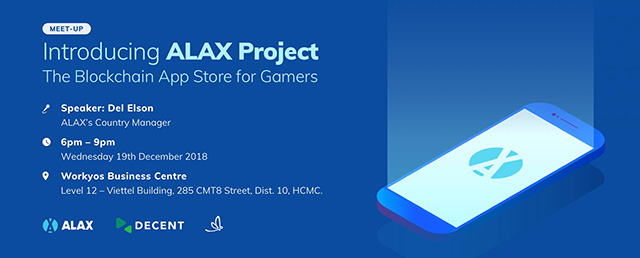 MEET-UP
Introducing ALAX Project
The Blockchain App Store for Gamers
Speaker: Del Elson
ALAX's Country Manager
6pm – 9pm
Wednesday 19th December 2018
Workyos Business Centre
Level 12 – Viettel Building, 285 CMT8 Street, Dist. 10, HCMC.
ALAX DECENT